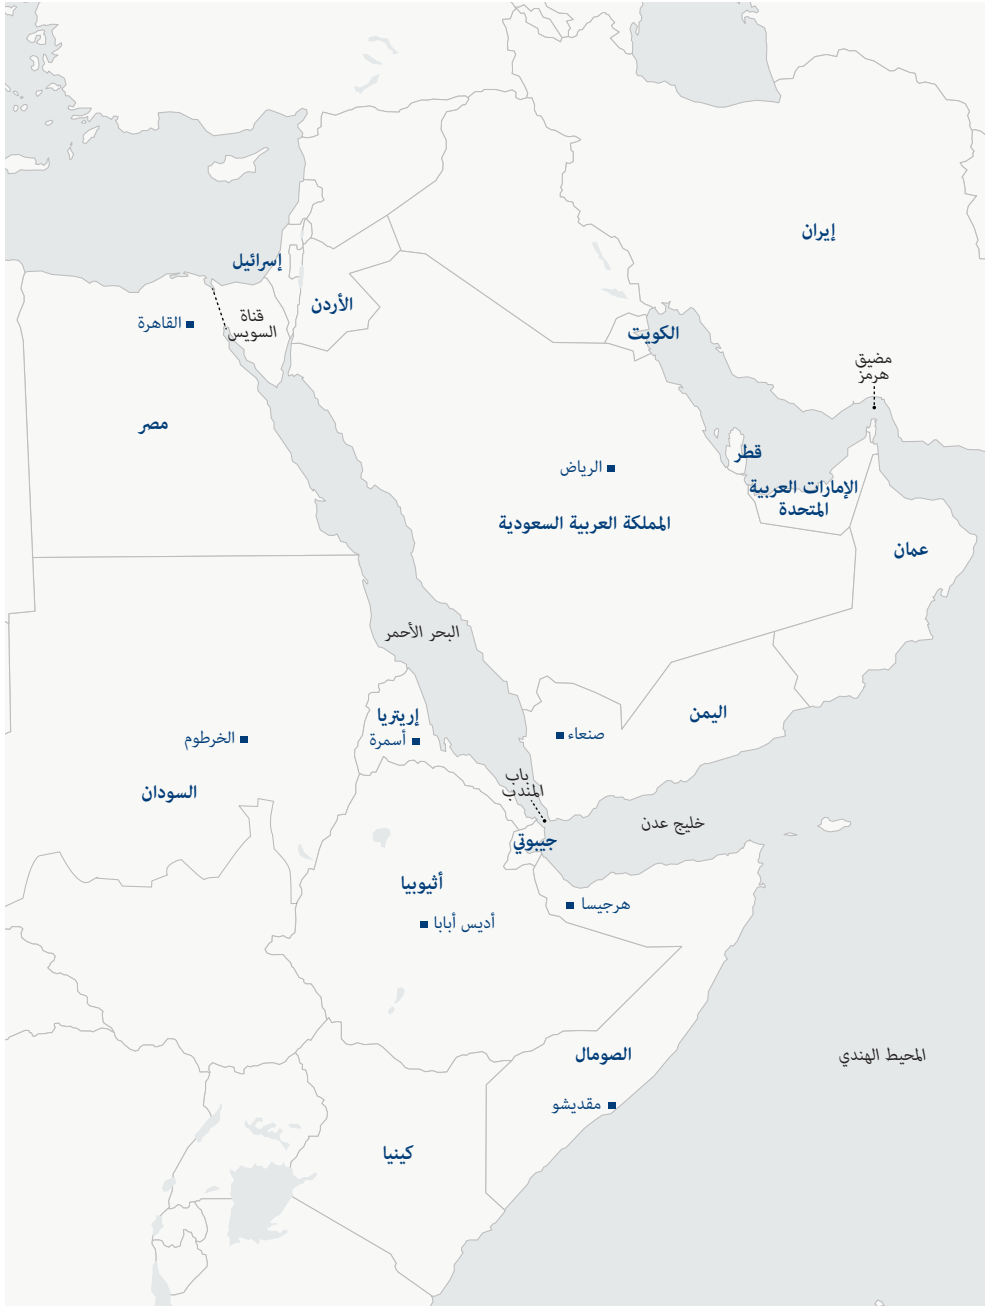 إيران
إسرائيل
الأردن
قناة
السويس
القاهرة
الكويت
مضيق
هرمز
مصر
قطر
الرياض
الإمارات العربية
المتحدة
المملكة العربية السعودية
عمان
البحر الأحمر
اليمن
إريتريا
أسمرة
صنعاء
الخرطوم
باب
المندب
السودان
خليج عدن
جيبوتي
أثيوبيا
هرجيسا
أديس أبابا
الصومال
المحيط الهندي
مقديشو
كينيا